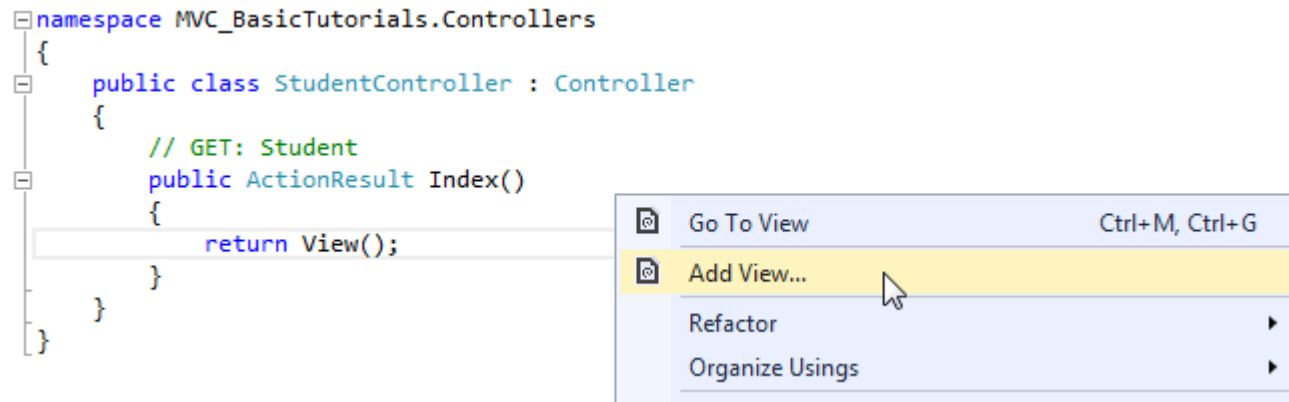 namespace MVC_BasicTutorials.Controllers
{
public class StudentController : Controller
{
// GET: Student
public ActionResult Index()
{
return View();
}
}
}
Go To View Ctrl+M, Ctrl+G
Add View...
Refactor
Organize Usings